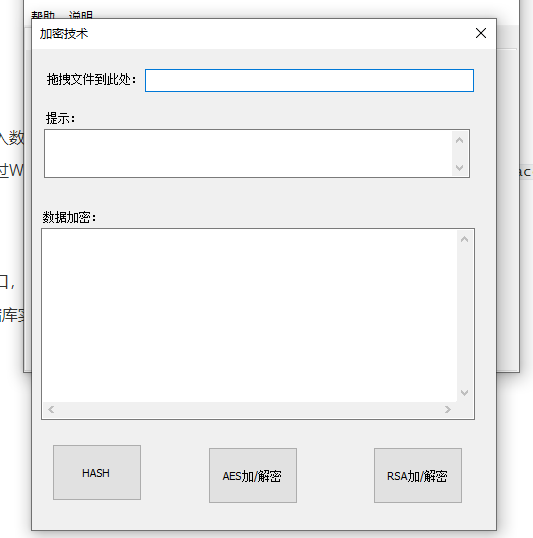 帮助 说明
加密技术
拖拽文件到此处：
提示：
入数
过W
ac
数据加密：
口，
库实
HASH
AES加/解密
RSA加/解密